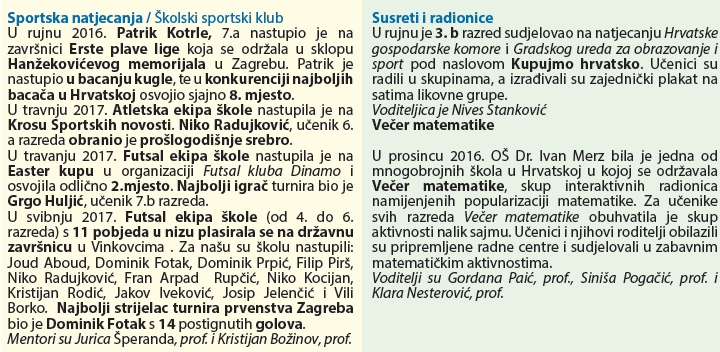 Sportska natjecanja / Školski sportski klub
U rujnu 2016. Patrik Kotrle, 7.a nastupio je na
završnici Erste plave lige koja se održala u sklopu
Hanžekovićevog memorijala u Zagrebu. Patrik je
nastupio u bacanju kugle, te u konkurenciji najboljih
bacača u Hrvatskoj osvojio sjajno 8. mjesto.
U travnju 2017. Atletska ekipa škole nastupila je na
Krosu Sportskih novosti. Niko Radujković, učenik 6.
a razreda obranio je prošlogodišnje srebro.
U travanju 2017. Futsal ekipa škole nastupila je na
Easter kupu u organizaciji Futsal kluba Dinamo i
osvojila odlično 2.mjesto. Najbolji igrač turnira bio je
Grgo Huljić, učenik 7.b razreda.
U svibnju 2017. Futsal ekipa škole (od 4. do 6.
razreda) s 11 pobjeda u nizu plasirala se na državnu
završnicu u Vinkovcima . Za našu su školu nastupili:
Joud Aboud, Dominik Fotak, Dominik Prpić, Filip Pirš,
Niko Radujković, Fran Arpad Rupčić, Niko Kocijan,
Kristijan Rodić, Jakov Iveković, Josip Jelenčić i Vili
Borko. Najbolji strijelac turnira prvenstva Zagreba
bio je Dominik Fotak s 14 postignutih golova.
Mentori su Jurica Šperanda, prof. i Kristijan Božinov, prof.
Susreti i radionice
U rujnu je 3. b razred sudjelovao na natjecanju Hrvatske
gospodarske komore i Gradskog ureda za obrazovanje i
sport pod naslovom Kupujmo hrvatsko. Učenici su
radili u skupinama, a izrađivali su zajednički plakat na
satima likovne grupe.
Voditeljica je Nives Stanković
Večer matematike
U prosincu 2016. OŠ Dr. Ivan Merz bila je jedna od
mnogobrojnih škola u Hrvatskoj u kojoj se održavala
Večer matematike, skup interaktivnih radionica
namijenjenih popularizaciji matematike. Za učenike
svih razreda Večer matematike obuhvatila je skup
aktivnosti nalik sajmu. Učenici i njihovi roditelji obilazili
su pripremljene radne centre i sudjelovali u zabavnim
matematičkim aktivnostima.
Voditelji su Gordana Paić, prof., Siniša Pogačić, prof. i
Klara Nesterović, prof.